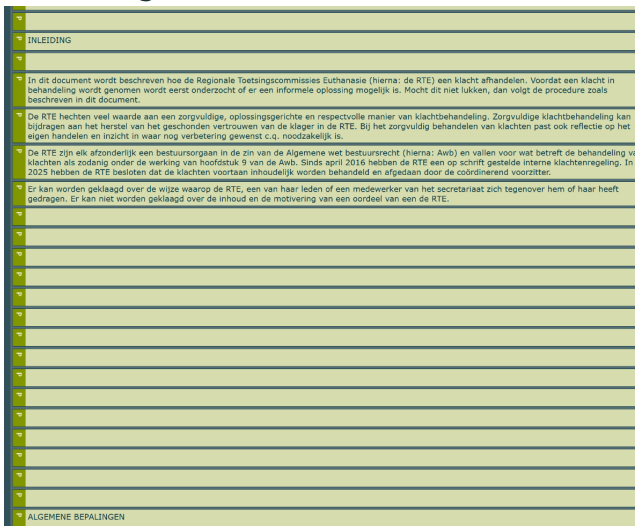 INLEIDING
In dit document wordt beschreven hoe de Regionale Toetsingscommissies Euthanasie (hierna: de RTE) een klacht afhandelen. Voordat een klacht in
behandeling wordt genomen wordt eerst onderzocht of er een informele oplossing mogelijk is. Mocht dit niet lukken, dan volgt de procedure zoals
beschreven in dit document.
De RTE hechten veel waarde aan een zorgvuldige, oplossingsgerichte en respectvolle manier van klachtbehandeling. Zorgvuldige klachtbehandeling kan
bijdragen aan het herstel van het geschonden vertrouwen van de klager in de RTE. Bij het zorgvuldig behandelen van klachten past ook reflectie op het
eigen handelen en inzicht in waar nog verbetering gewenst c.q. noodzakelijk is.
De RTE zijn elk afzonderlijk een bestuursorgaan in de zin van de Algemene wet bestuursrecht (hierna: Awb) en vallen voor wat betreft de behandeling va
klachten als zodanig onder de werking van hoofdstuk 9 van de Awb. Sinds april 2016 hebben de RTE een op schrift gestelde interne klachtenregeling. In
2025 hebben de RTE besloten dat de klachten voortaan inhoudelijk worden behandeld en afgedaan door de coördinerend voorzitter.
Er kan worden geklaagd over de wijze waarop de RTE, een van haar leden of een medewerker van het secretariaat zich tegenover hem of haar heeft
gedragen. Er kan niet worden geklaagd over de inhoud en de motivering van een oordeel van een de RTE.
ALGEMENE BEPALINGEN